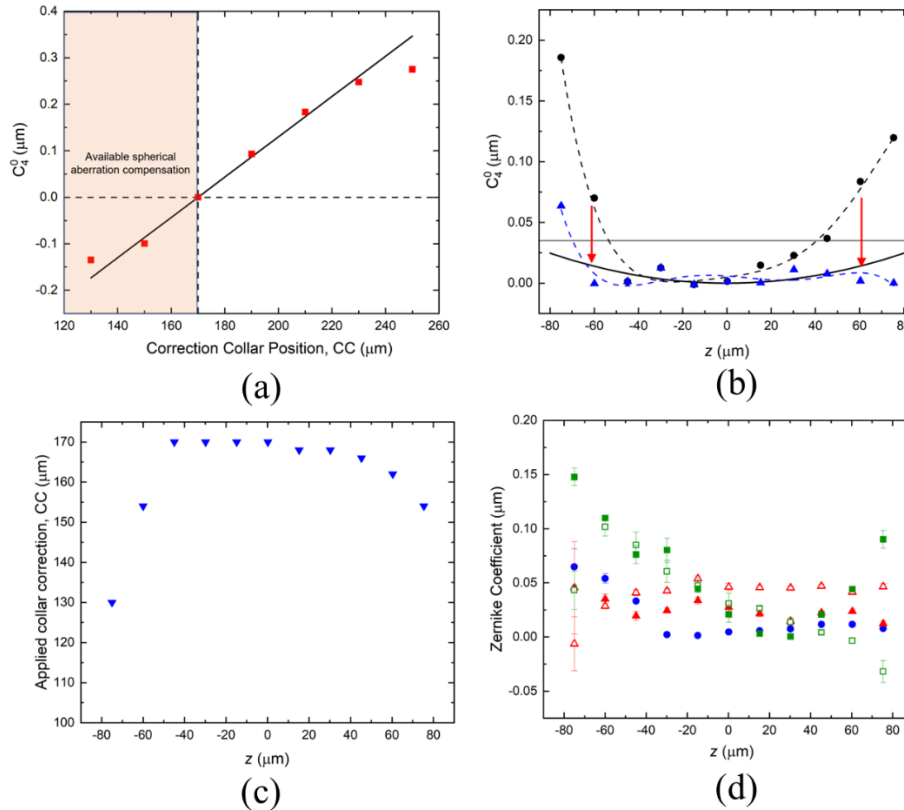 0.4
0.3
0.2
0.1
0.0
-0.1
-0.2
C₄⁰ (μm)
Available spherical
aberration compensation
120 140 160 180 200 220 240 260
Correction Collar Position, CC (μm)
(a)
0.20
0.15
0.10
0.05
0.00
C₄⁰ (μm)
-80 -60 -40 -20 0 20 40 60 80
z (μm)
(b)
170
160
150
140
130
120
110
100
Applied collar correction, CC (μm)
-80 -60 -40 -20 0 20 40 60 80
z (μm)
(c)
0.20
0.15
0.10
0.05
0.00
-0.05
Zernike Coefficient (μm)
-80 -60 -40 -20 0 20 40 60 80
z (μm)
(d)